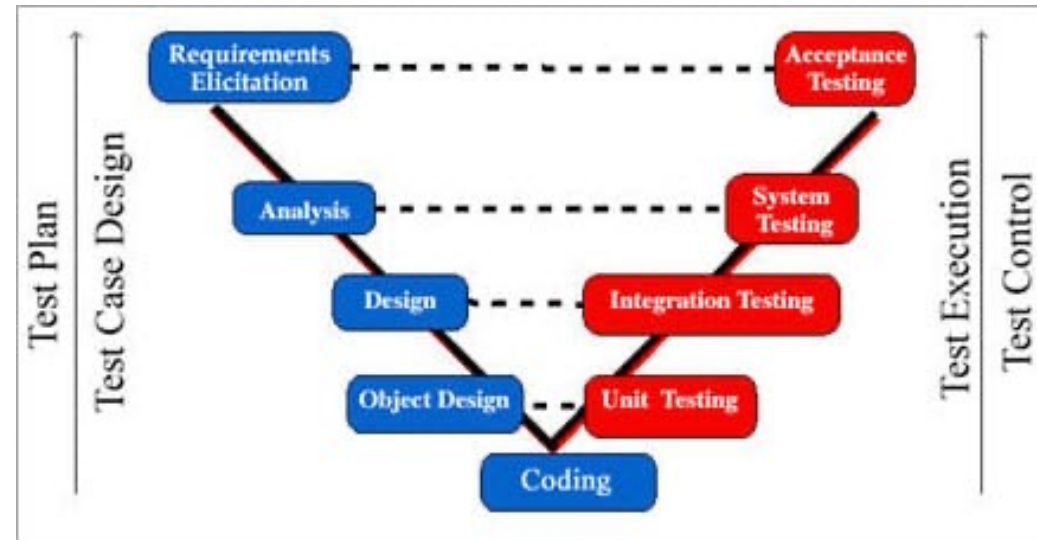 Requirements
Elicitation
Acceptance
Testing
Analysis
System
Testing
Design
Integration Testing
Object Design
Unit Testing
Coding
Test Plan
Test Case Design
Test Execution
Test Control